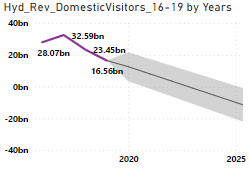 Hyd_Rev_DomesticVisitors_16-19 by Years
40bn
32.59bn
28.07bn
23.45bn
20bn
16.56bn
0bn
-20bn
-40bn
2020
2025